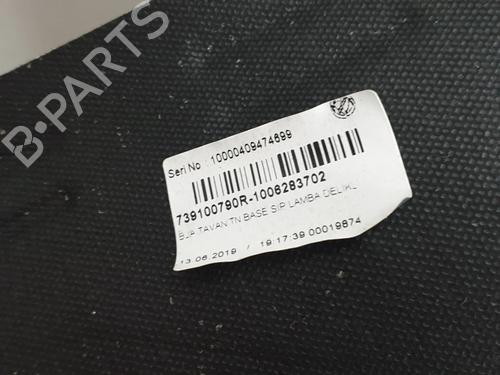 B-PARTS
Seri No : 10000409474699
739100790R-1006283702
BJA TAVAN TN BASE SIP LAMBA DELIKL
13.06.2019 / 19:17:39 00019874